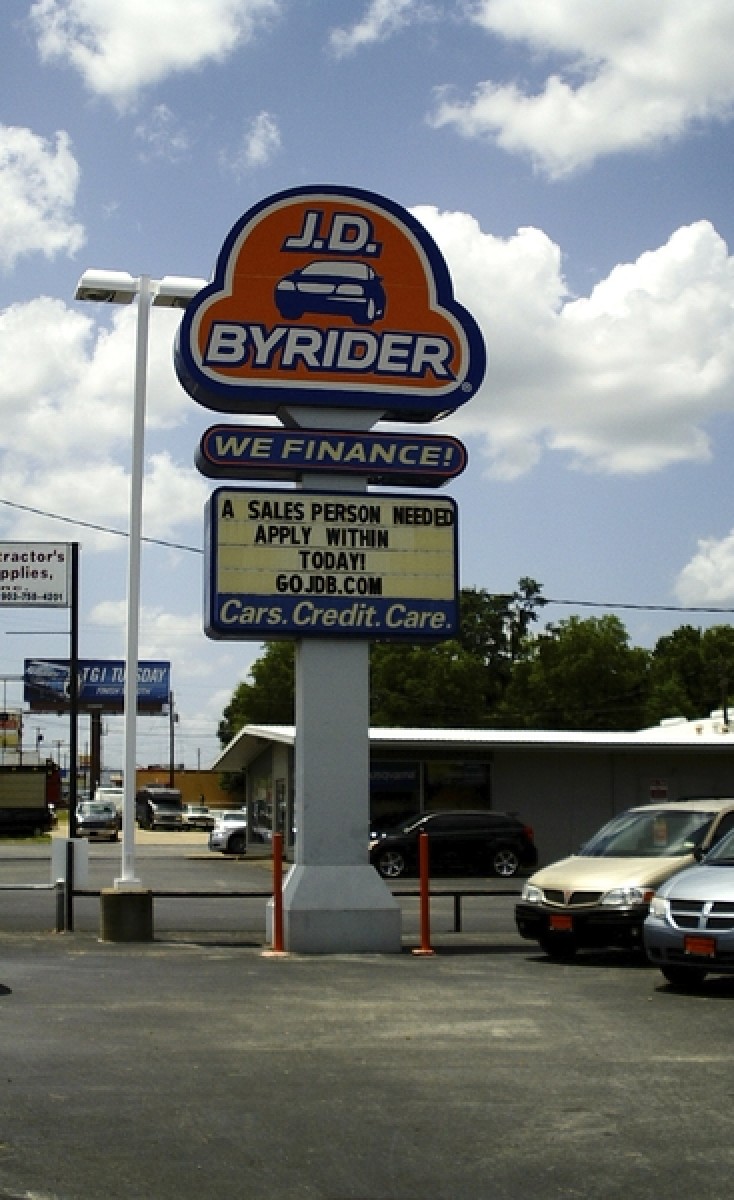 J.D.
BYRIDER
®
WE FINANCE!
A SALES PERSON NEEDED
APPLY WITHIN
TODAY!
GOJDB.COM
Cars. Credit. Care.
tractor's
pplies,
TGI TUESDAY